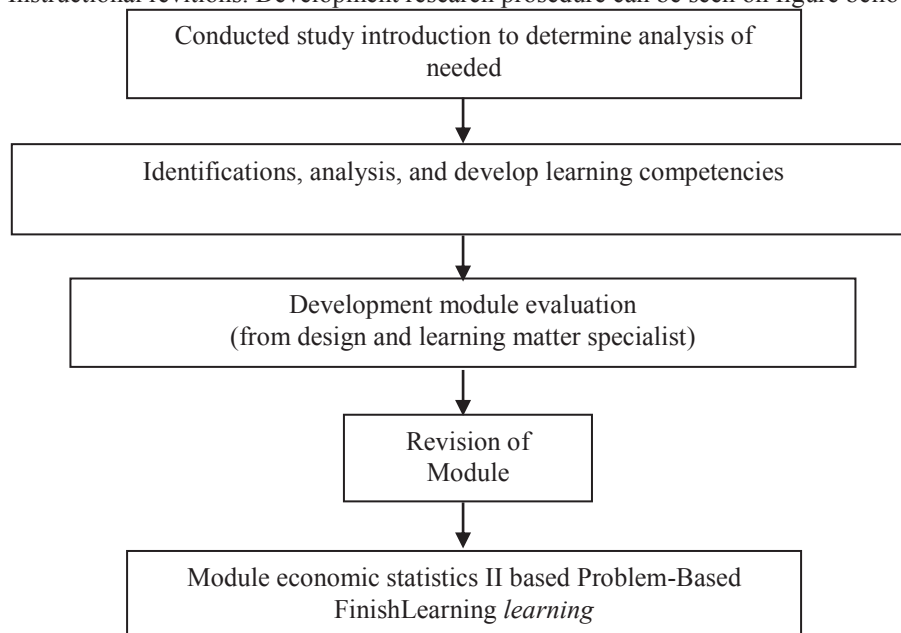 Instructional revitions. Development research prosedure can be seen on figure belo
Conducted study introduction to determine analysis of
needed
Identifications, analysis, and develop learning competencies
Development module evaluation
(from design and learning matter specialist)
Revision of
Module
Module economic statistics II based Problem-Based
FinishLearning learning